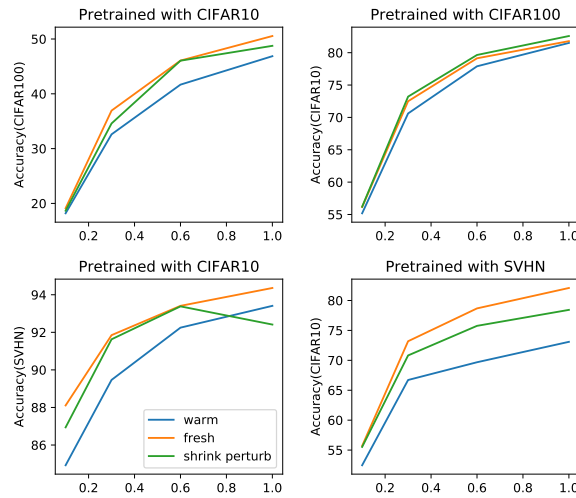 Pretrained with CIFAR10
Accuracy(CIFAR100)
50
40
30
20
0.2 0.4 0.6 0.8 1.0
Pretrained with CIFAR100
Accuracy(CIFAR10)
80
75
70
65
60
55
0.2 0.4 0.6 0.8 1.0
Pretrained with CIFAR10
Accuracy(SVHN)
94
92
90
88
86
warm
fresh
shrink perturb
0.2 0.4 0.6 0.8 1.0
Pretrained with SVHN
Accuracy(CIFAR10)
80
75
70
65
60
55
0.2 0.4 0.6 0.8 1.0